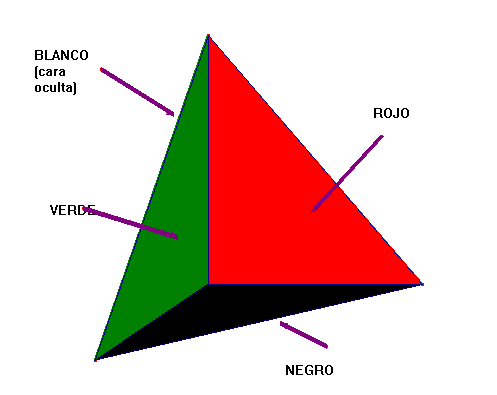 BLANCO
(cara
oculta)
ROJO
VERDE
NEGRO